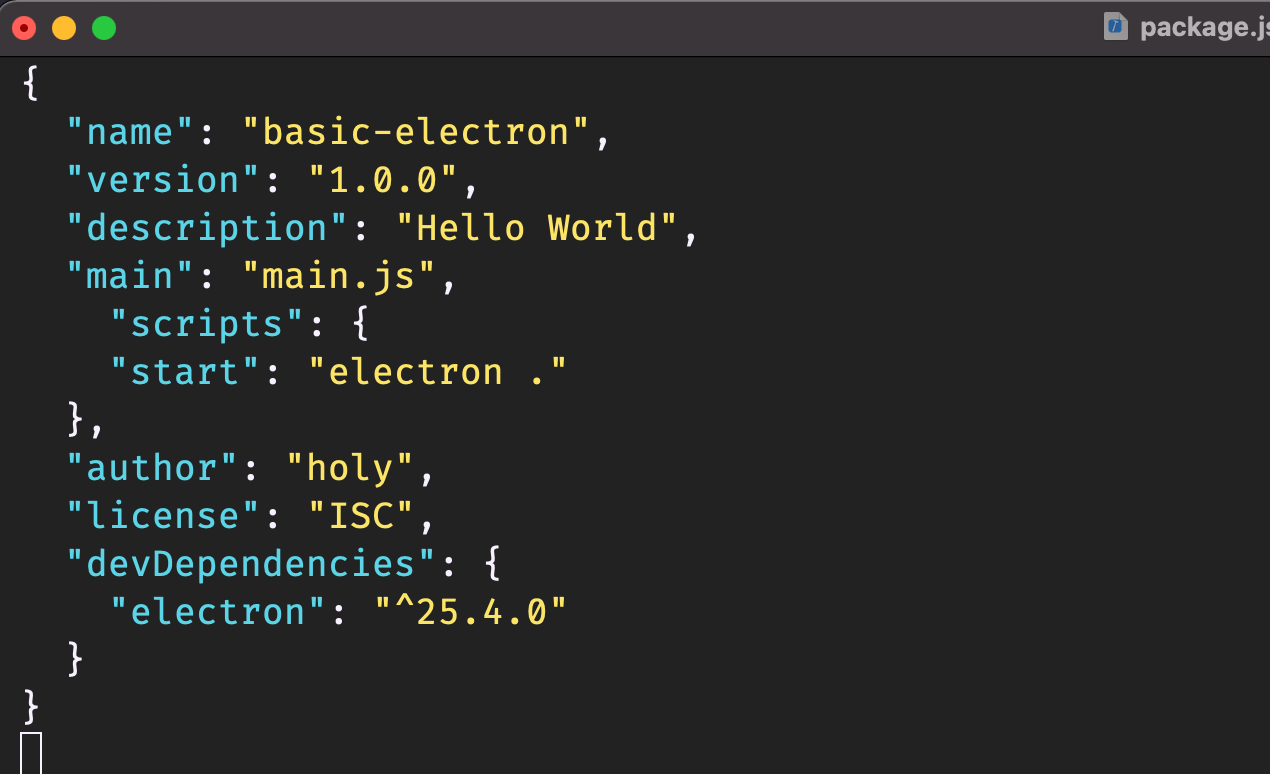 package.js
{
  "name": "basic-electron",
  "version": "1.0.0",
  "description": "Hello World",
  "main": "main.js",
    "scripts": {
    "start": "electron ."
  },
  "author": "holy",
  "license": "ISC",
  "devDependencies": {
    "electron": "^25.4.0"
  }
}